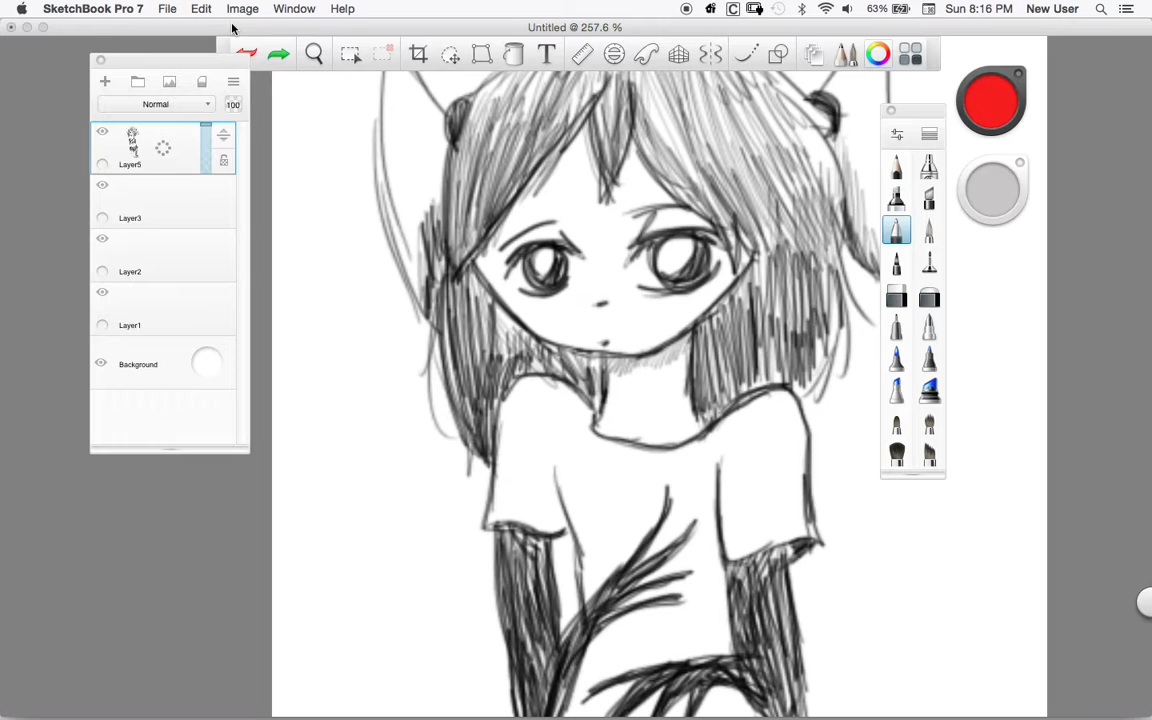 SketchBook Pro 7 File Edit Image Window Help 63% Sun 8:16 PM New User
Untitled @ 257.6 %
T
Normal 100
Layer5
Layer3
Layer2
Layer1
Background